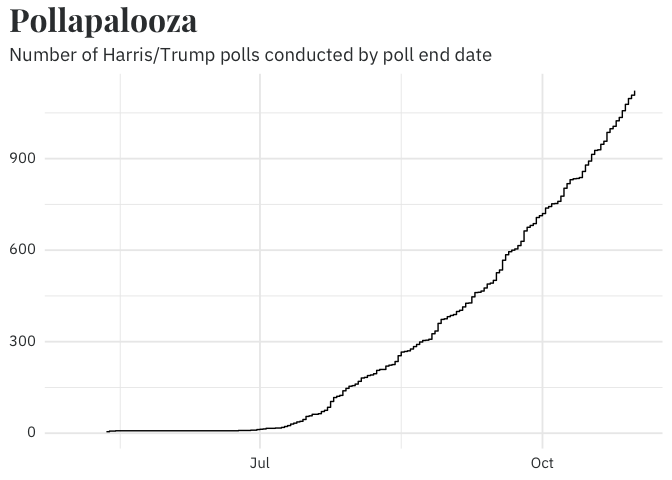 Pollapalooza
Number of Harris/Trump polls conducted by poll end date
900
600
300
0
Jul
Oct